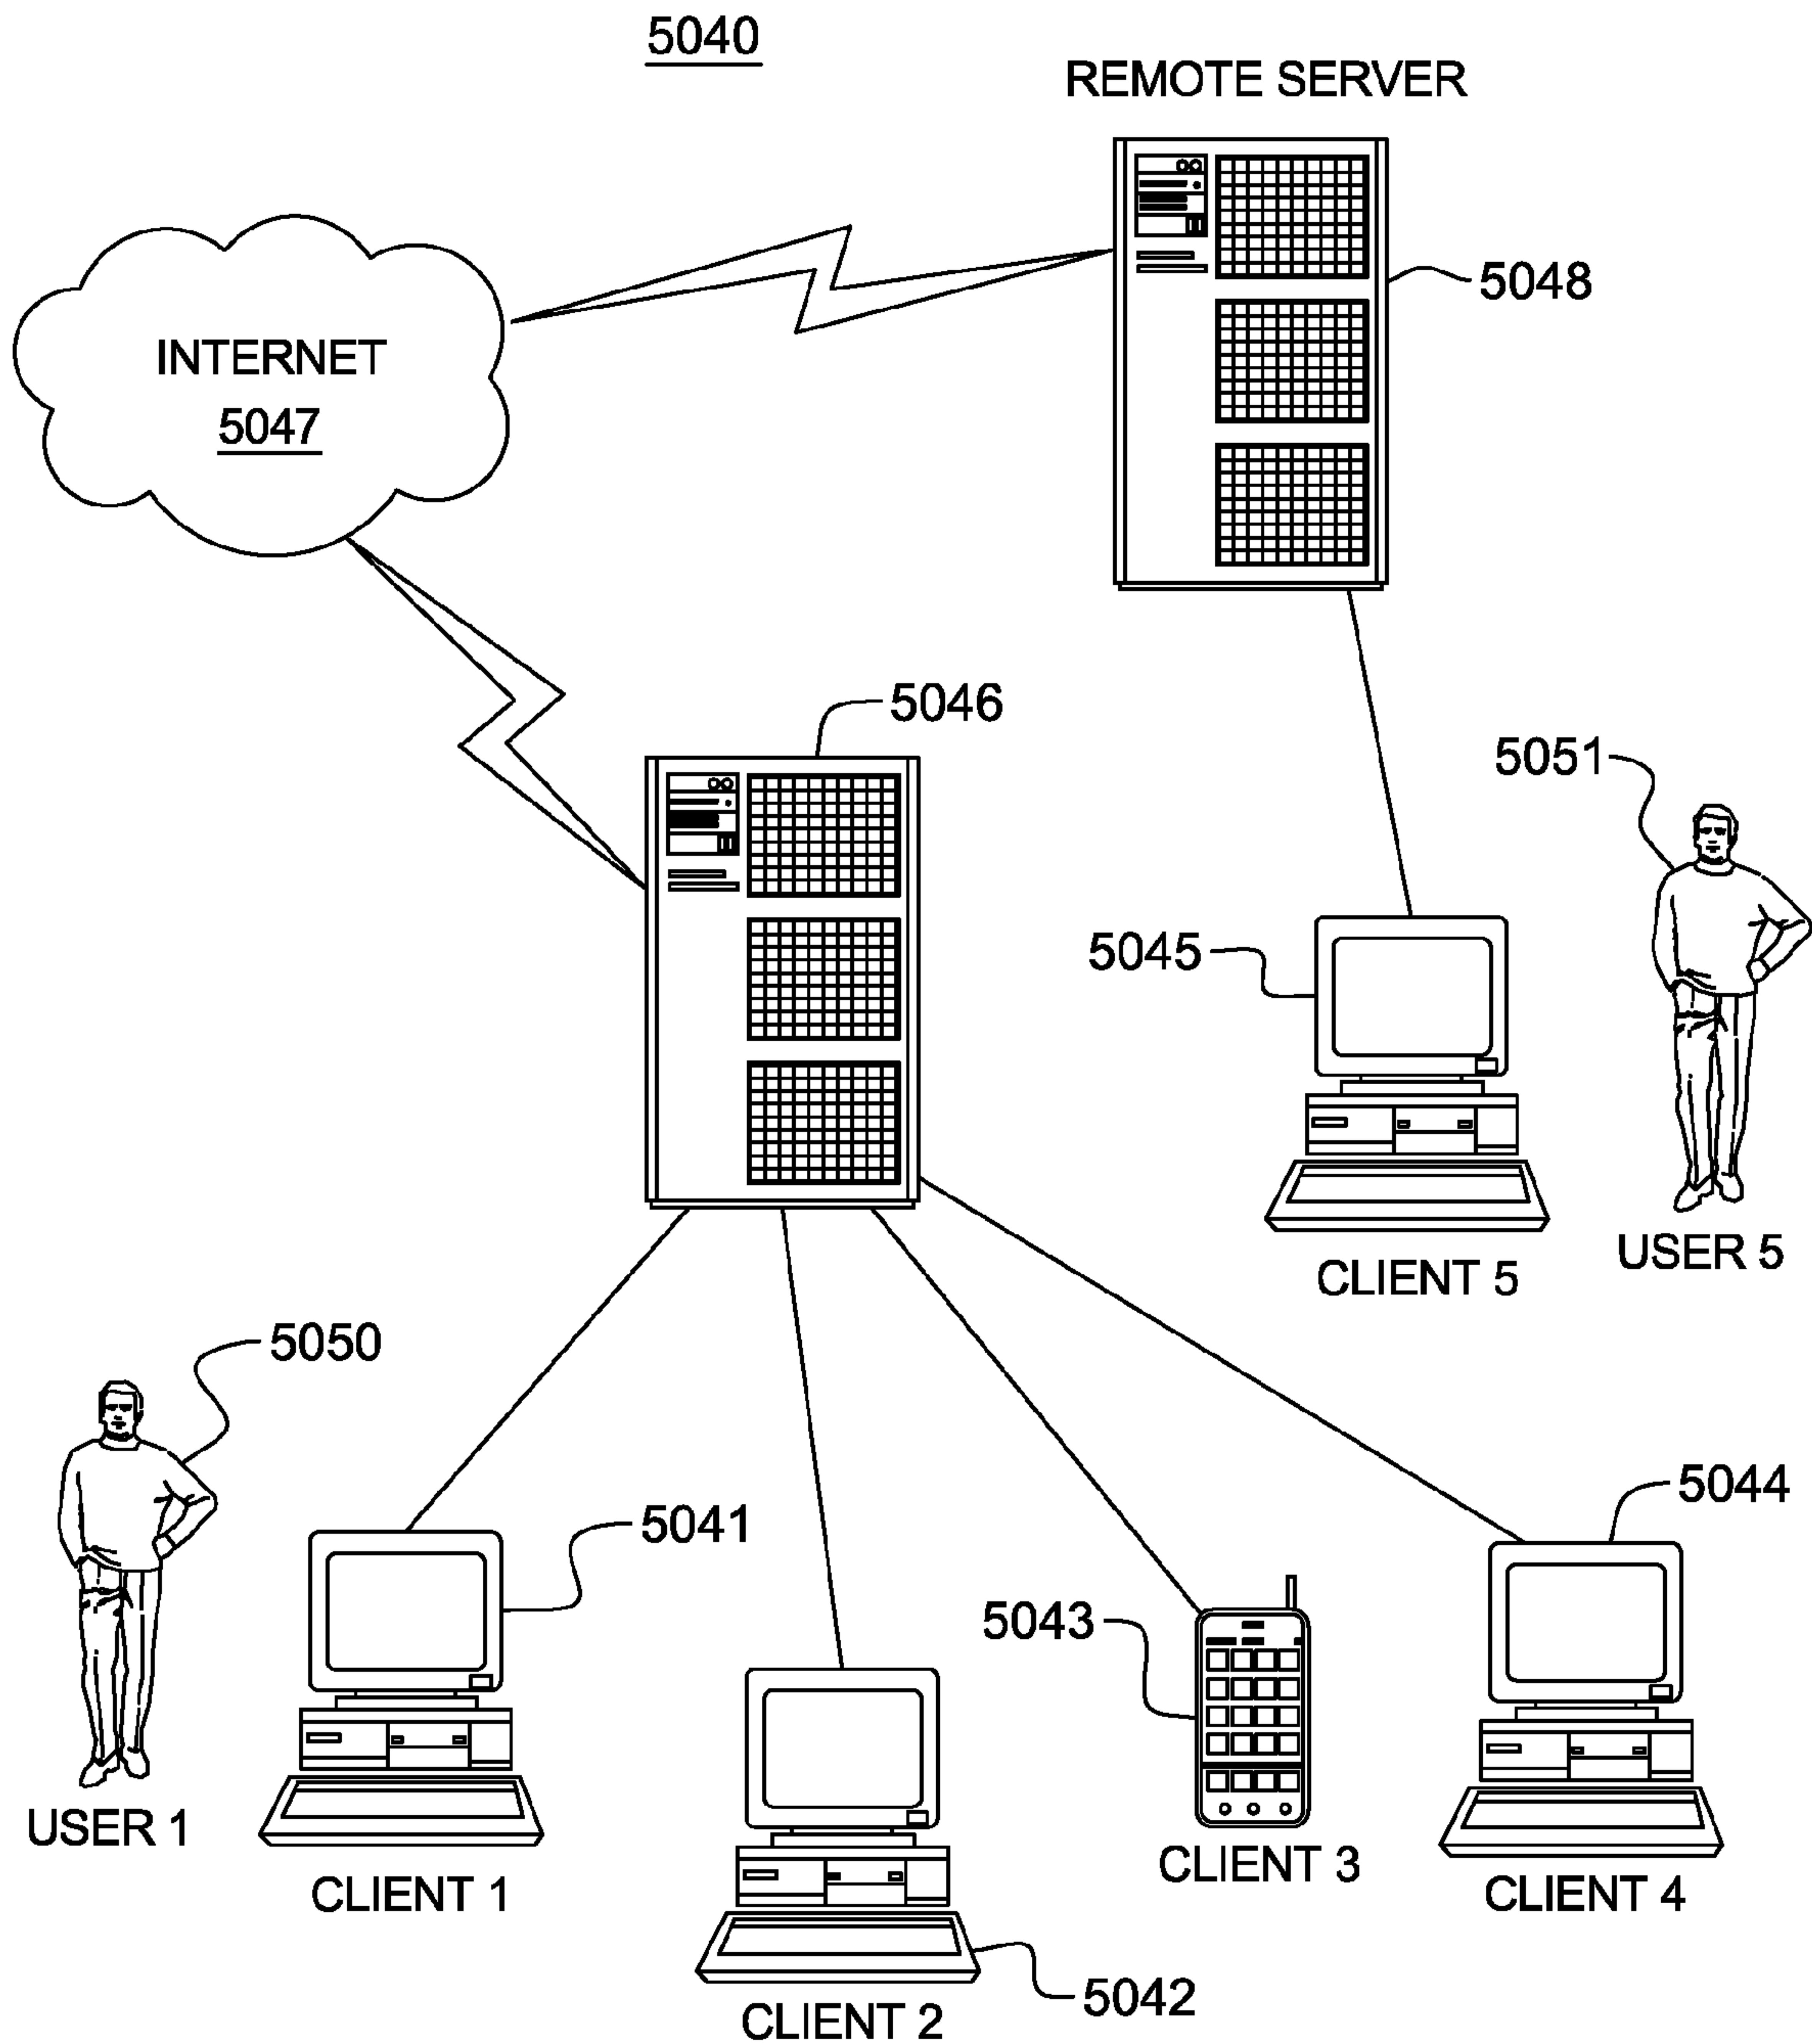 5040
REMOTE SERVER
5048
INTERNET
5047
5046
5051
5045
USER 5
CLIENT 5
5050
5041
5044
5043
USER 1
CLIENT 1
CLIENT 3
CLIENT 4
5042
CLIENT 2